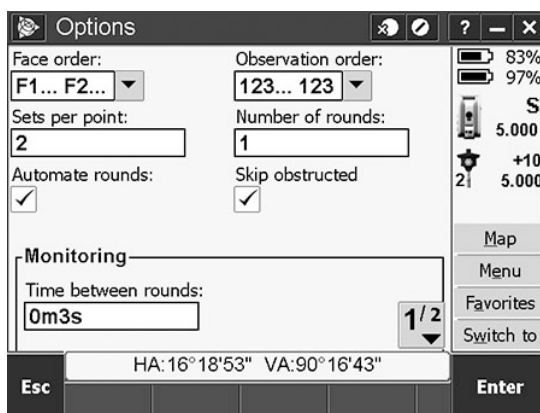 Options
?
83%
97%
Face order:
Observation order:
F1... F2...
123... 123
Sets per point:
Number of rounds:
2
1
S
5.000
Automate rounds:
Skip obstructed
+10
2
5.000
Monitoring
Time between rounds:
0m3s
1/2
Map
Menu
Favorites
Switch to
HA:16°18'53" VA:90°16'43"
Esc
Enter